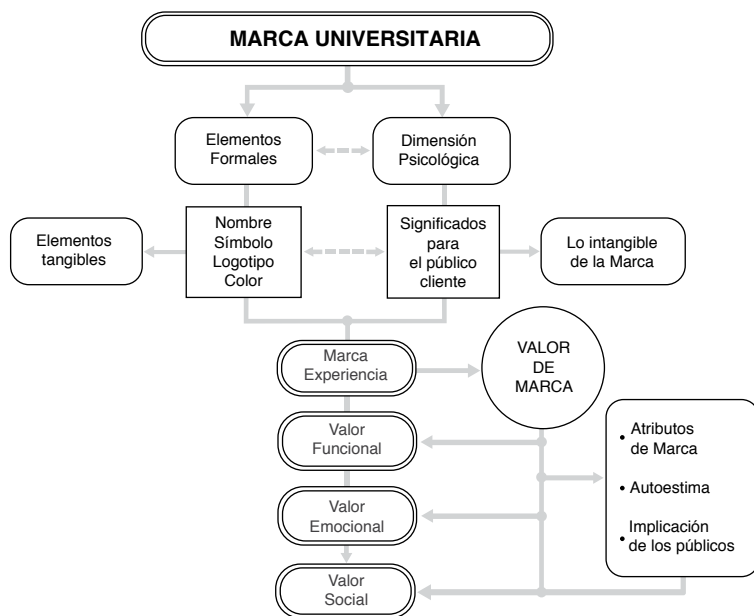 MARCA UNIVERSITARIA
Elementos
Formales
Dimensión
Psicológica
Elementos
tangibles
Nombre
Símbolo
Logotipo
Color
Significados
para
el público
cliente
Lo intangible
de la Marca
Marca
Experiencia
VALOR
DE
MARCA
Valor
Funcional
Valor
Emocional
Valor
Social
• Atributos
de Marca
• Autoestima
• Implicación
de los públicos